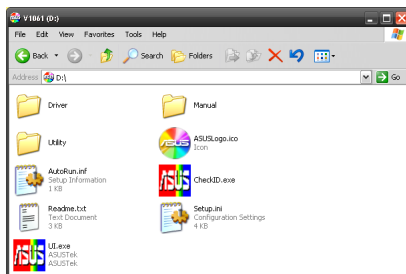 V1061 (D:)
File Edit View Favorites Tools Help
Back Search Folders
Address D:\ Go
Driver Manual
Utility ASUSLogo.ico
Icon
AutoRun.inf
Setup Information
1 KB
CheckID.exe
Readme.txt
Text Document
3 KB
Setup.ini
Configuration Settings
4 KB
UI.exe
ASUSTek
ASUSTek